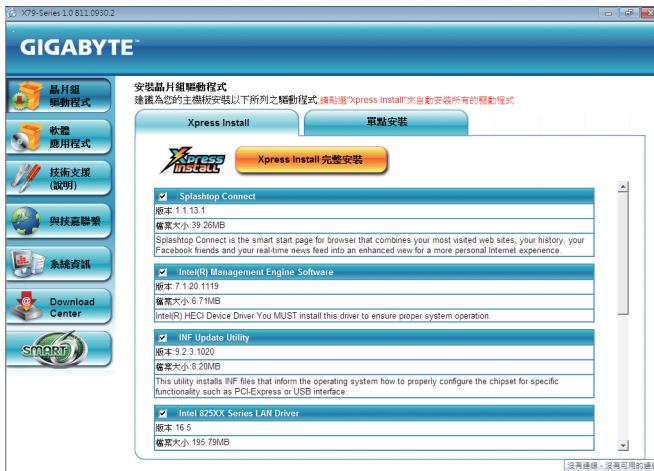 X79-Series 1.0 B11.0930.2
GIGABYTE™
晶片組
驅動程式
軟體
應用程式
技術支援
(說明)
與技嘉聯繫
系統資訊
Download
Center
SMART6
安裝晶片組驅動程式
建議為您的主機板安裝以下所列之驅動程式,請點選"Xpress Install"來自動安裝所有的驅動程式
Xpress Install
單點安裝
Xpress
INSTALL
Xpress Install 完整安裝
Splashtop Connect
版本:1.1.13.1
檔案大小:39.26MB
Splashtop Connect is the smart start page for browser that combines your most visited web sites, your history, your
Facebook friends and your real-time news feed into an enhanced view for a more personal Internet experience.
Intel(R) Management Engine Software
版本:7.1.20.1119
檔案大小:6.71MB
Intel(R) HECI Device Driver You MUST install this driver to ensure proper system operation.
INF Update Utility
版本:9.2.3.1020
檔案大小:8.20MB
This utility installs INF files that inform the operating system how to properly configure the chipset for specific
functionality such as PCI-Express or USB interface.
Intel 825XX Series LAN Driver
版本:16.5
檔案大小:195.79MB
沒有連線 - 沒有可用的連